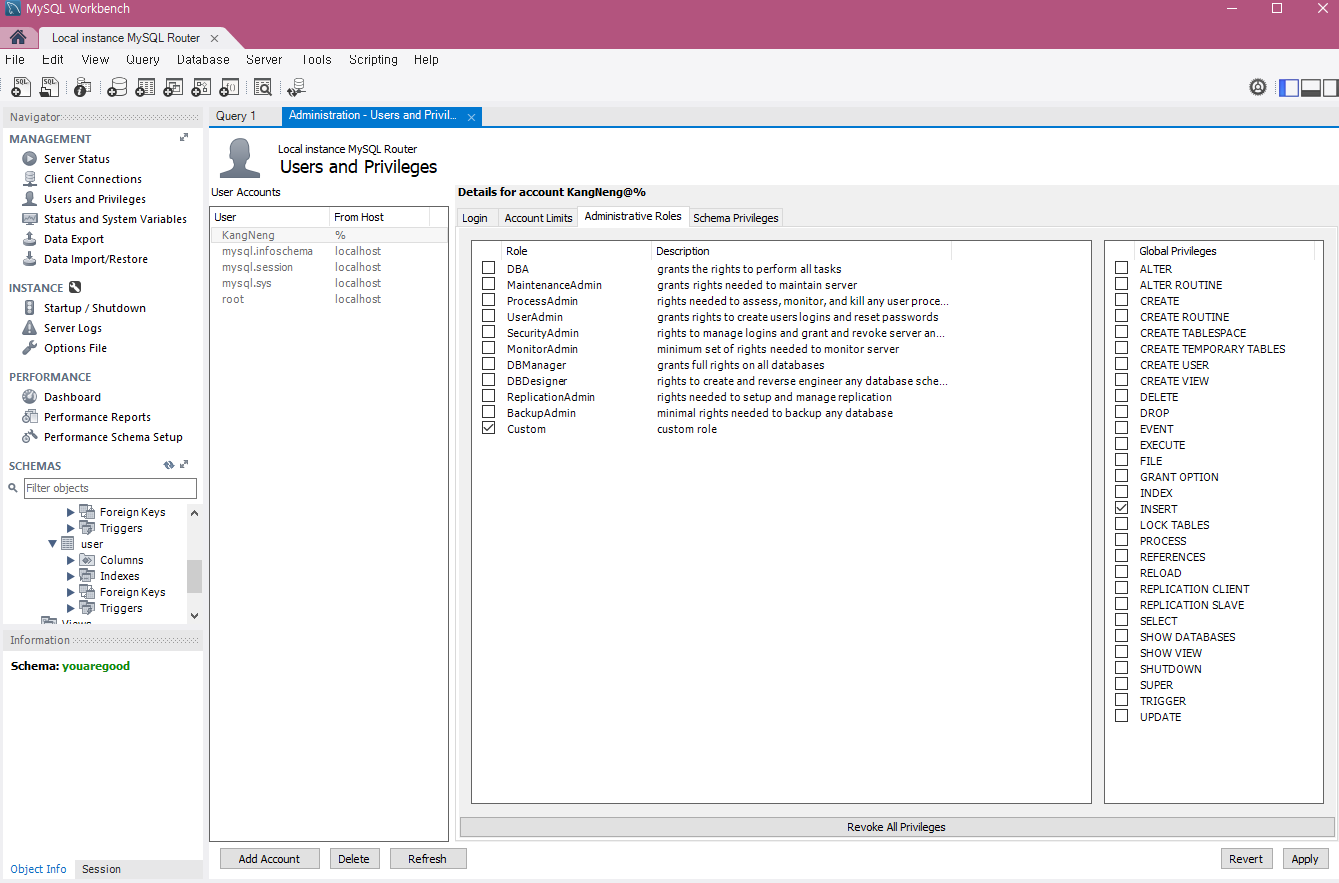 MySQL Workbench
Local instance MySQL Router
File Edit View Query Database Server Tools Scripting Help
Navigator
MANAGEMENT
Server Status
Client Connections
Users and Privileges
Status and System Variables
Data Export
Data Import/Restore
INSTANCE
Startup / Shutdown
Server Logs
Options File
PERFORMANCE
Dashboard
Performance Reports
Performance Schema Setup
SCHEMAS
Filter objects
Foreign Keys
Triggers
user
Columns
Indexes
Foreign Keys
Triggers
Views
Information
Schema: youaregood
Object Info Session
Query 1 Administration - Users and Privil...
Local instance MySQL Router
Users and Privileges
User Accounts
User From Host
KangNeng %
mysql.infoschema localhost
mysql.session localhost
mysql.sys localhost
root localhost
Add Account Delete Refresh
Details for account KangNeng@%
Login Account Limits Administrative Roles Schema Privileges
Role Description
DBA grants the rights to perform all tasks
MaintenanceAdmin grants rights needed to maintain server
ProcessAdmin rights needed to assess, monitor, and kill any user proce...
UserAdmin grants rights to create users logins and reset passwords
SecurityAdmin rights to manage logins and grant and revoke server an...
MonitorAdmin minimum set of rights needed to monitor server
DBManager grants full rights on all databases
DBDesigner rights to create and reverse engineer any database sche...
ReplicationAdmin rights needed to setup and manage replication
BackupAdmin minimal rights needed to backup any database
Custom custom role
Global Privileges
ALTER
ALTER ROUTINE
CREATE
CREATE ROUTINE
CREATE TABLESPACE
CREATE TEMPORARY TABLES
CREATE USER
CREATE VIEW
DELETE
DROP
EVENT
EXECUTE
FILE
GRANT OPTION
INDEX
INSERT
LOCK TABLES
PROCESS
REFERENCES
RELOAD
REPLICATION CLIENT
REPLICATION SLAVE
SELECT
SHOW DATABASES
SHOW VIEW
SHUTDOWN
SUPER
TRIGGER
UPDATE
Revoke All Privileges
Revert Apply